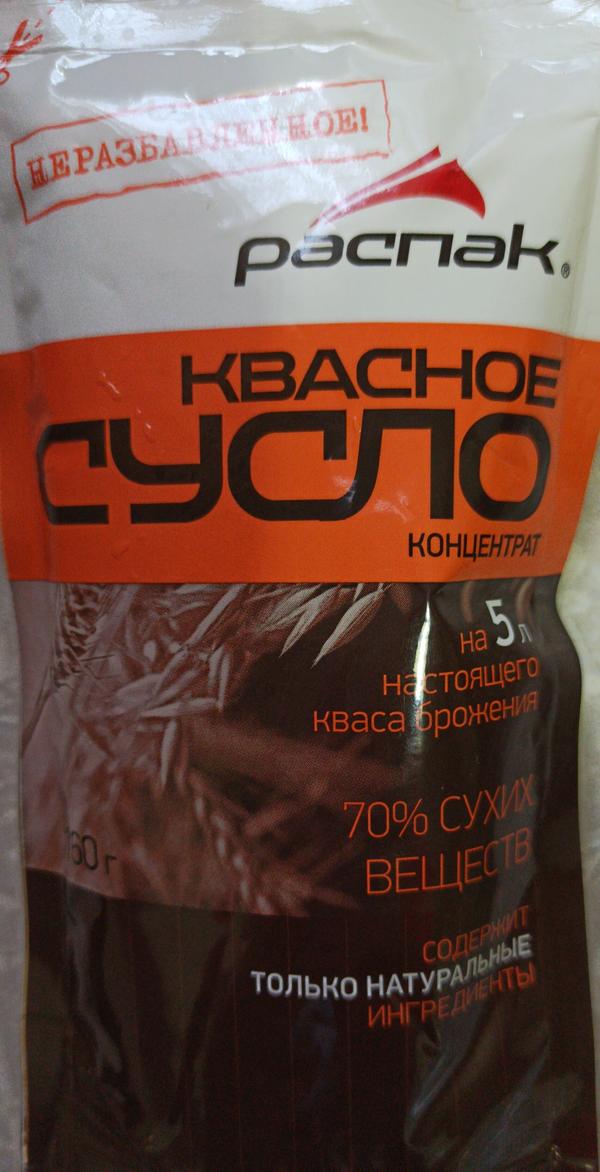 НЕРАЗБАВЛЕННОЕ!
распак®
КВАСНОЕ
СУСЛО
КОНЦЕНТРАТ
на 5 л
настоящего
кваса брожения
70% СУХИХ
ВЕЩЕСТВ
СОДЕРЖИТ
ТОЛЬКО НАТУРАЛЬНЫЕ
ИНГРЕДИЕНТЫ